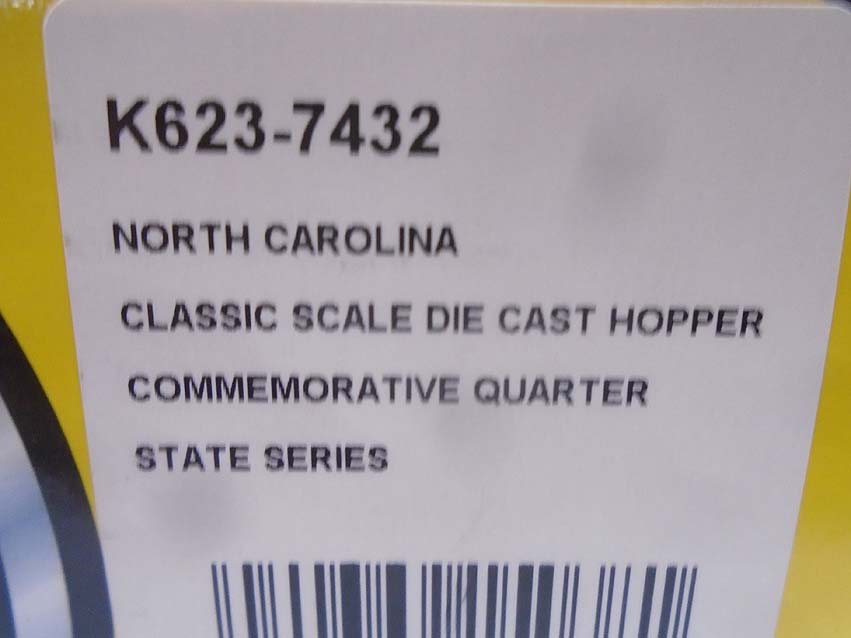 K623-7432
NORTH CAROLINA
CLASSIC SCALE DIE CAST HOPPER
COMMEMORATIVE QUARTER
STATE SERIES